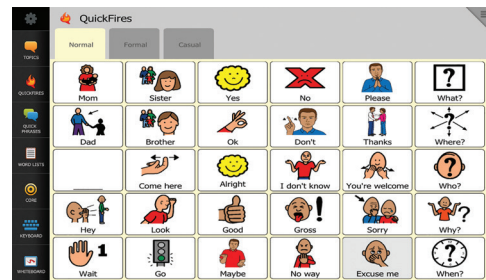 QuickFires
Normal Formal Casual
TOPICS
QUICKFIRES
QUICK PHRASES
WORD LISTS
CORE
KEYBOARD
WHITEBOARD
Mom Sister Yes No Please What?
?
Dad Brother Ok Don't Thanks Where?
Come here Alright I don't know You're welcome Who?
?
Hey Look Good Gross Sorry Why?
! ?
Wait Go Maybe No way Excuse me When?
1 ?